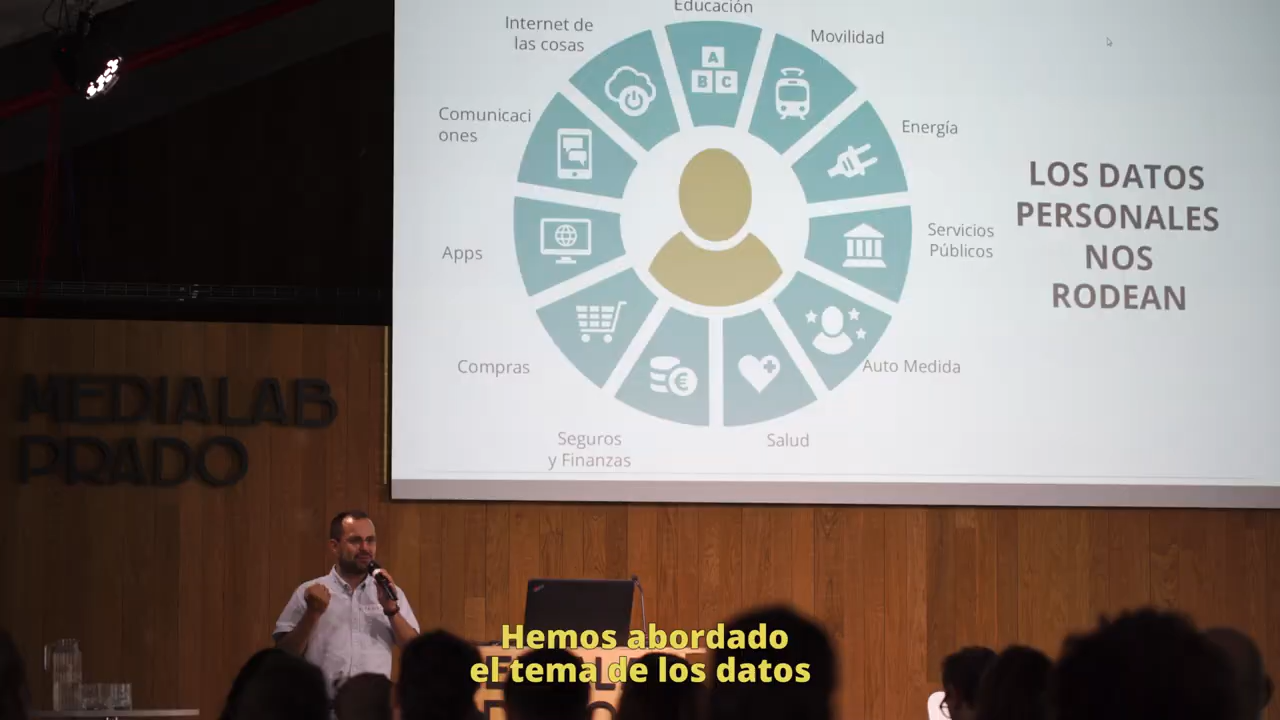 Educación
Internet de
las cosas
Movilidad
Comunicaci
ones
Energía
A
B C
LOS DATOS
PERSONALES
NOS
RODEAN
Servicios
Públicos
Apps
Compras
Auto Medida
Seguros
y Finanzas
Salud
€
MEDIALAB
PRADO
Hemos abordado
el tema de los datos